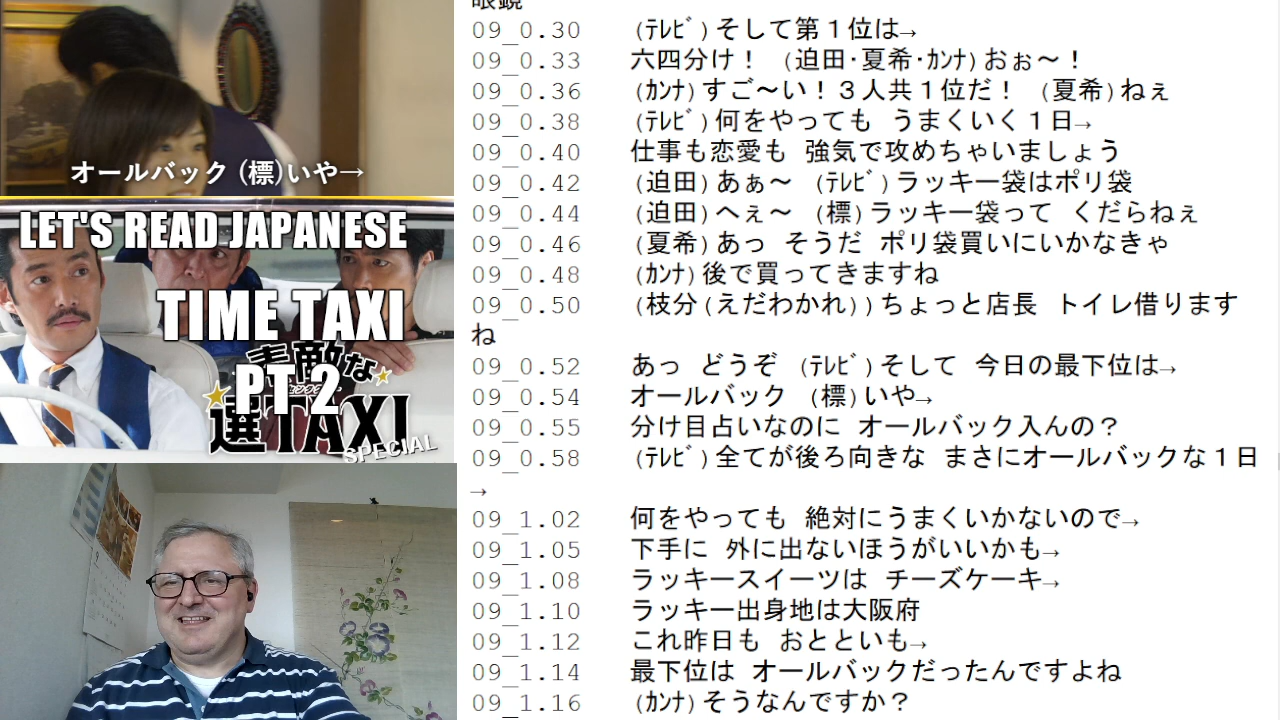 オールバック (標)いや→
LET'S READ JAPANESE
TIME TAXI
PT 2
素敵な
選TAXI
SPECIAL
眼鏡
09_0.30 (ﾃﾚﾋﾞ)そして第１位は→
09_0.33 六四分け！ (迫田･夏希･ｶﾝﾅ)おぉ～！
09_0.36 (ｶﾝﾅ)すご～い！３人共１位だ！ (夏希)ねぇ
09_0.38 (ﾃﾚﾋﾞ)何をやっても うまくいく１日→
09_0.40 仕事も恋愛も 強気で攻めちゃいましょう
09_0.42 (迫田)あぁ～ (ﾃﾚﾋﾞ)ラッキー袋はポリ袋
09_0.44 (迫田)へぇ～ (標)ラッキー袋って くだらねぇ
09_0.46 (夏希)あっ そうだ ポリ袋買いにいかなきゃ
09_0.48 (ｶﾝﾅ)後で買ってきますね
09_0.50 (枝分(えだわかれ))ちょっと店長 トイレ借ります
ね
09_0.52 あっ どうぞ (ﾃﾚﾋﾞ)そして 今日の最下位は→
09_0.54 オールバック (標)いや→
09_0.55 分け目占いなのに オールバック入んの？
09_0.58 (ﾃﾚﾋﾞ)全てが後ろ向きな まさにオールバックな１日
→
09_1.02 何をやっても 絶対にうまくいかないので→
09_1.05 下手に 外に出ないほうがいいかも→
09_1.08 ラッキースイーツは チーズケーキ→
09_1.10 ラッキー出身地は大阪府
09_1.12 これ昨日も おとといも→
09_1.14 最下位は オールバックだったんですよね
09_1.16 (ｶﾝﾅ)そうなんですか？